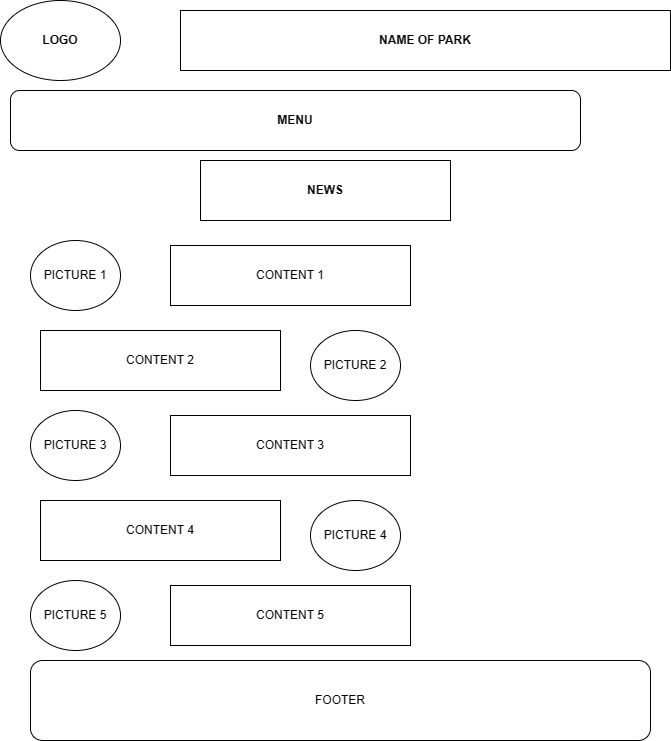 LOGO
NAME OF PARK
MENU
NEWS
PICTURE 1
CONTENT 1
CONTENT 2
PICTURE 2
PICTURE 3
CONTENT 3
CONTENT 4
PICTURE 4
PICTURE 5
CONTENT 5
FOOTER